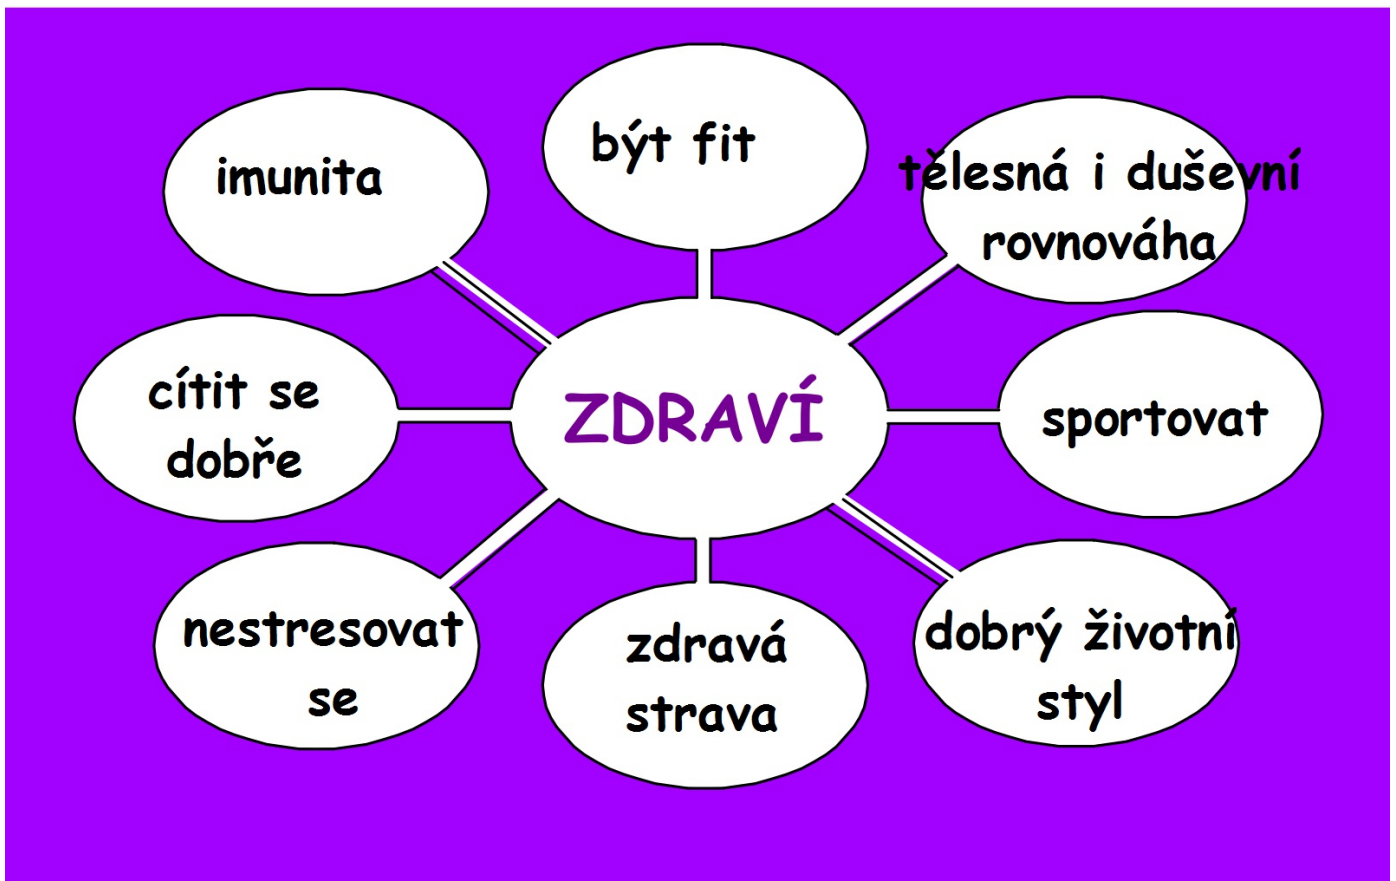 být fit
imunita
tělesná i duševní
rovnováha
cítit se
dobře
ZDRAVÍ
sportovat
nestresovat
se
zdravá
strava
dobrý životní
styl